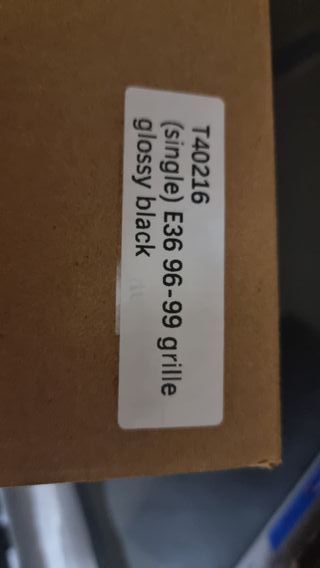 T40216
(single) E36 96-99 grille
glossy black